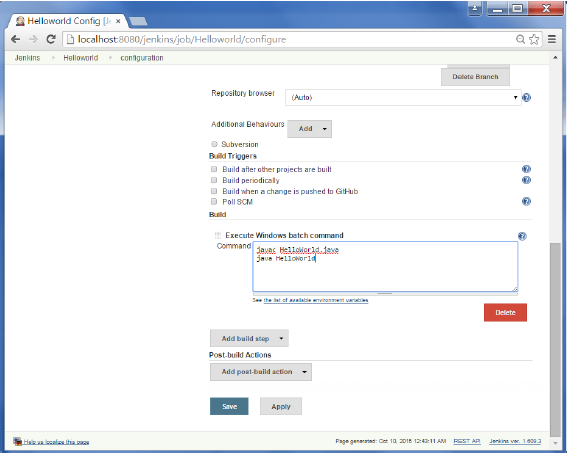 Helloworld Config [Je
localhost:8080/jenkins/job/Helloworld/configure
Jenkins Helloworld configuration
Delete Branch
Repository browser (Auto)
Additional Behaviours Add
Subversion
Build Triggers
Build after other projects are built
Build periodically
Build when a change is pushed to GitHub
Poll SCM
Build
Execute Windows batch command
Command javac HelloWorld.java
java HelloWorld
See the list of available environment variables
Delete
Add build step
Post-build Actions
Add post-build action
Save Apply
Help us localize this page Page generated: Oct 10, 2015 12:43:11 AM REST API Jenkins ver. 1.609.3